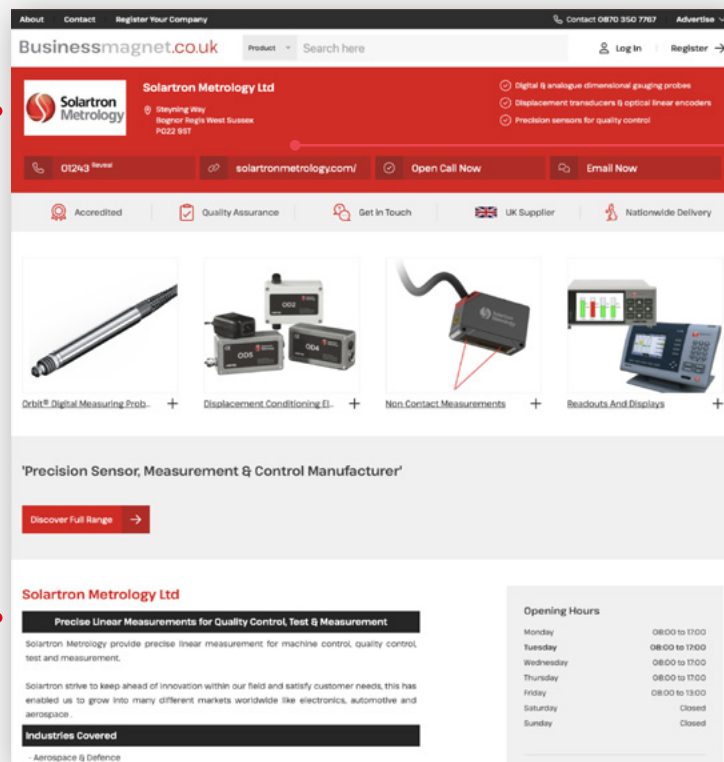 About Contact Register Your Company Contact 0870 350 7767 Advertise
Businessmagnet.co.uk Product Search here Log In Register
Solartron Metrology
Solartron Metrology Ltd
Steyning Way
Bognor Regis West Sussex
PO22 9ST
Digital & analogue dimensional gauging probes
Displacement transducers & optical linear encoders
Precision sensors for quality control
01243 Reveal solartronmetrology.com/ Open Call Now Email Now
Accredited Quality Assurance Get In Touch UK Supplier Nationwide Delivery
OD2
OD5
OD4
Solartron
Metrology
Orbit® Digital Measuring Prob.. Displacement Conditioning El.. Non Contact Measurements Readouts And Displays
'Precision Sensor, Measurement & Control Manufacturer'
Discover Full Range
Solartron Metrology Ltd
Precise Linear Measurements for Quality Control, Test & Measurement
Solartron Metrology provide precise linear measurement for machine control, quality control,
test and measurement.
Solartron strive to keep ahead of innovation within our field and satisfy customer needs, this has
enabled us to grow into many different markets worldwide like electronics, automotive and
aerospace .
Industries Covered
- Aerospace & Defence
Opening Hours
Monday 08:00 to 17:00
Tuesday 08:00 to 17:00
Wednesday 08:00 to 17:00
Thursday 08:00 to 17:00
Friday 08:00 to 13:00
Saturday Closed
Sunday Closed